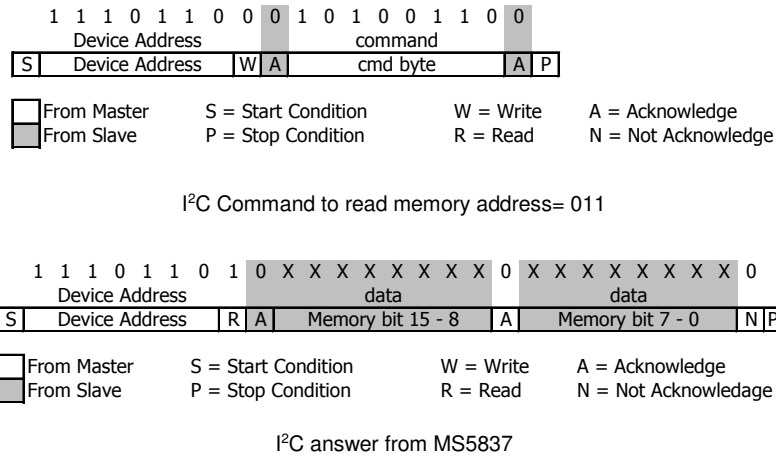 1 1 1 0 1 1 0 0 0 1 0 1 0 0 1 1 0 0
Device Address command
S Device Address W A cmd byte A P
From Master S = Start Condition W = Write A = Acknowledge
From Slave P = Stop Condition R = Read N = Not Acknowledge
I²C Command to read memory address= 011
1 1 1 0 1 1 0 1 0 X X X X X X X X 0 X X X X X X X X 0
Device Address data data
S Device Address R A Memory bit 15 - 8 A Memory bit 7 - 0 N P
From Master S = Start Condition W = Write A = Acknowledge
From Slave P = Stop Condition R = Read N = Not Acknowledage
I²C answer from MS5837